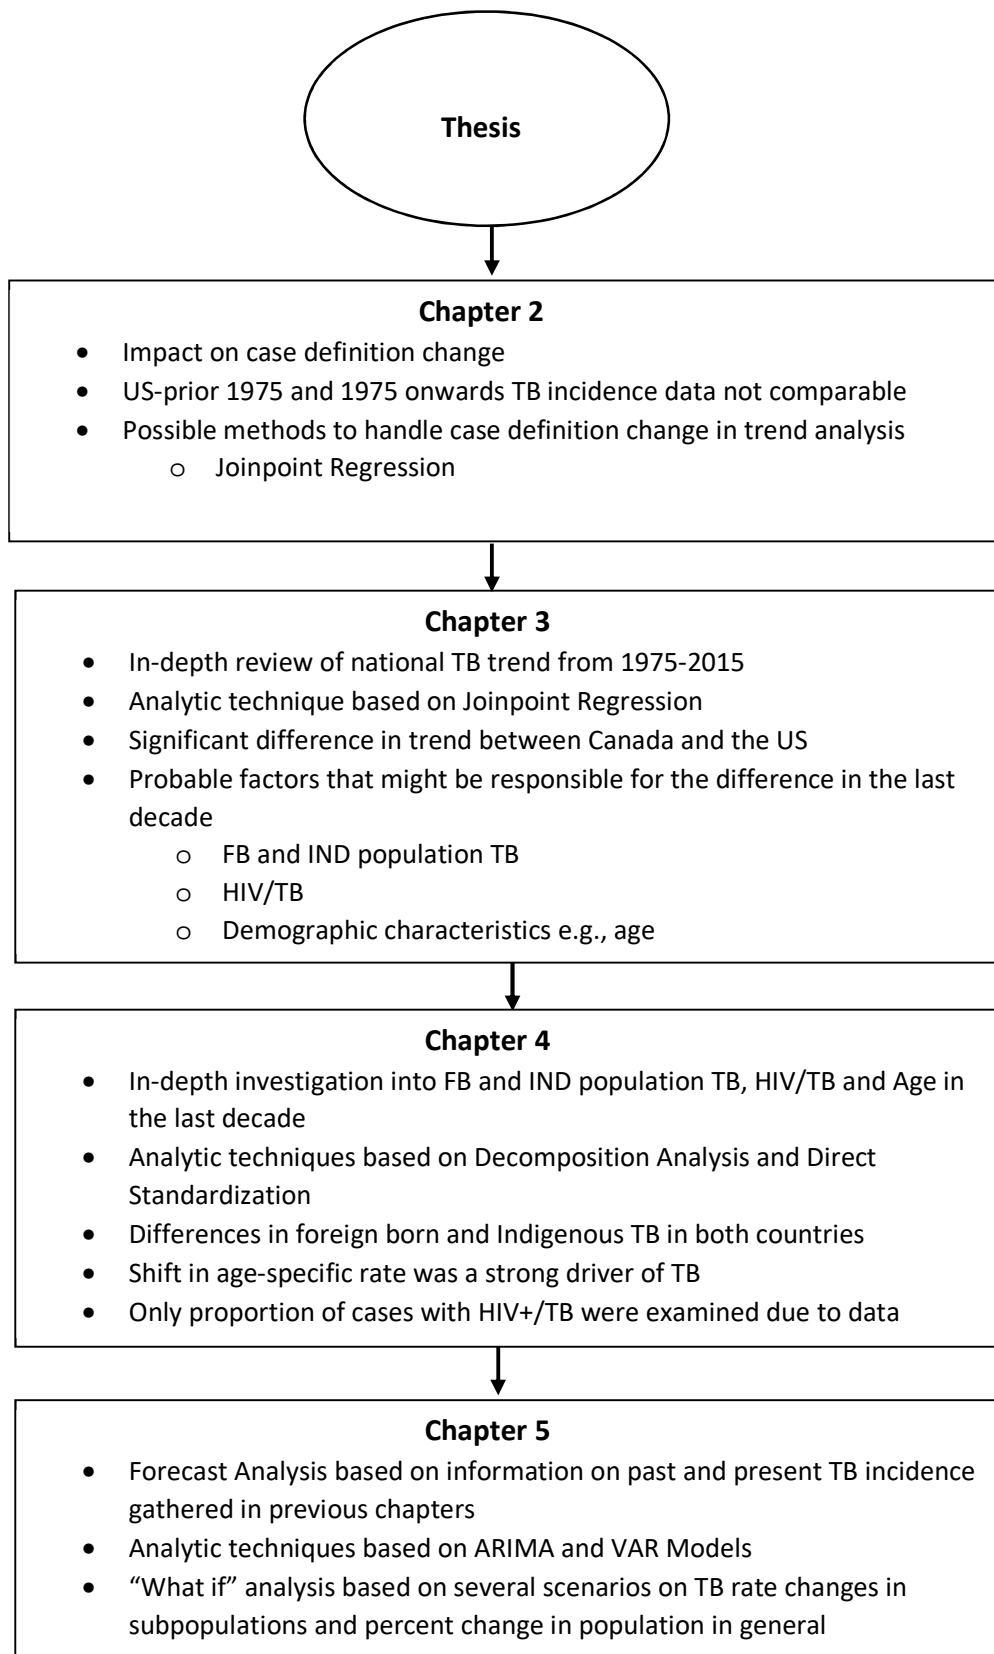 Thesis
Chapter 2
• Impact on case definition change
• US-prior 1975 and 1975 onwards TB incidence data not comparable
• Possible methods to handle case definition change in trend analysis
o Joinpoint Regression
Chapter 3
• In-depth review of national TB trend from 1975-2015
• Analytic technique based on Joinpoint Regression
• Significant difference in trend between Canada and the US
• Probable factors that might be responsible for the difference in the last
decade
o FB and IND population TB
o HIV/TB
o Demographic characteristics e.g., age
Chapter 4
• In-depth investigation into FB and IND population TB, HIV/TB and Age in
the last decade
• Analytic techniques based on Decomposition Analysis and Direct
Standardization
• Differences in foreign born and Indigenous TB in both countries
• Shift in age-specific rate was a strong driver of TB
• Only proportion of cases with HIV+/TB were examined due to data
Chapter 5
• Forecast Analysis based on information on past and present TB incidence
gathered in previous chapters
• Analytic techniques based on ARIMA and VAR Models
• “What if” analysis based on several scenarios on TB rate changes in
subpopulations and percent change in population in general